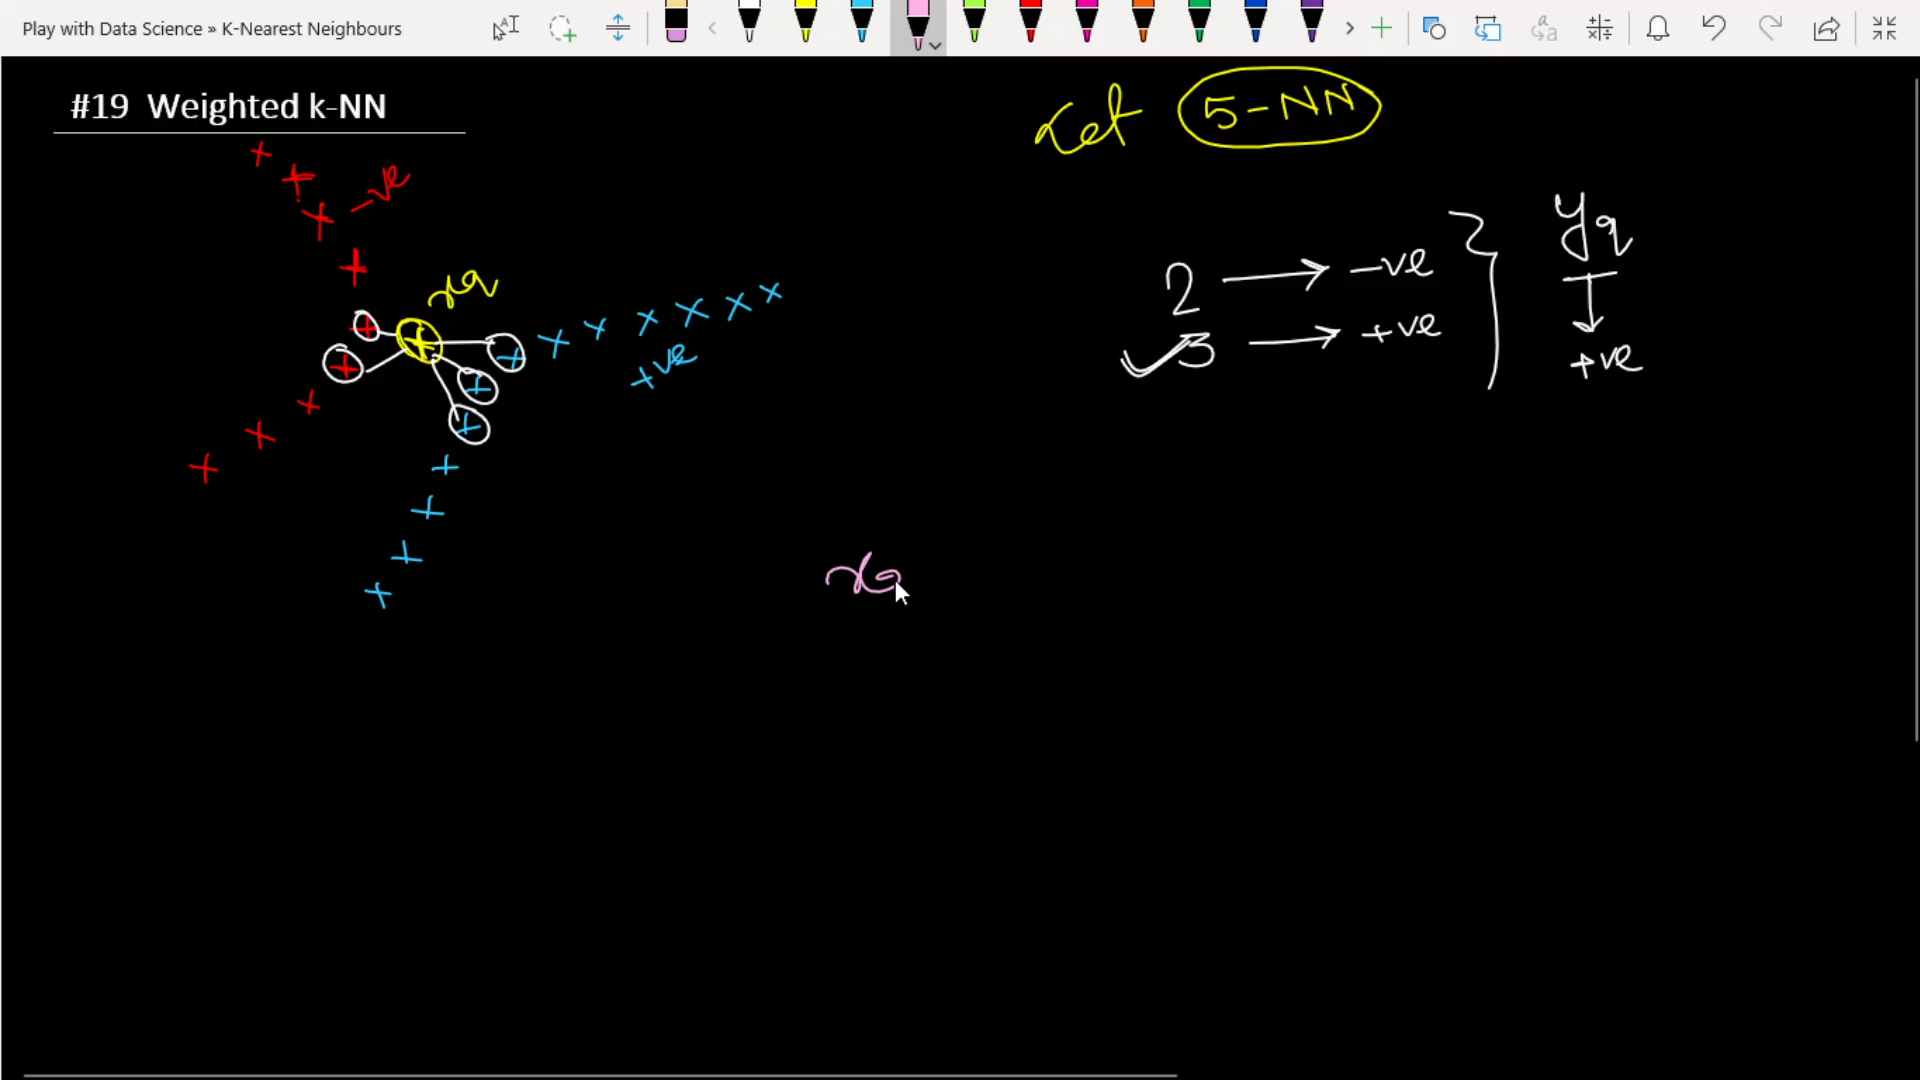 Play with Data Science » K-Nearest Neighbours
#19 Weighted k-NN
Let 5-NN
-ve
xq
+ve
2 → -ve
3 → +ve
yq
+ve